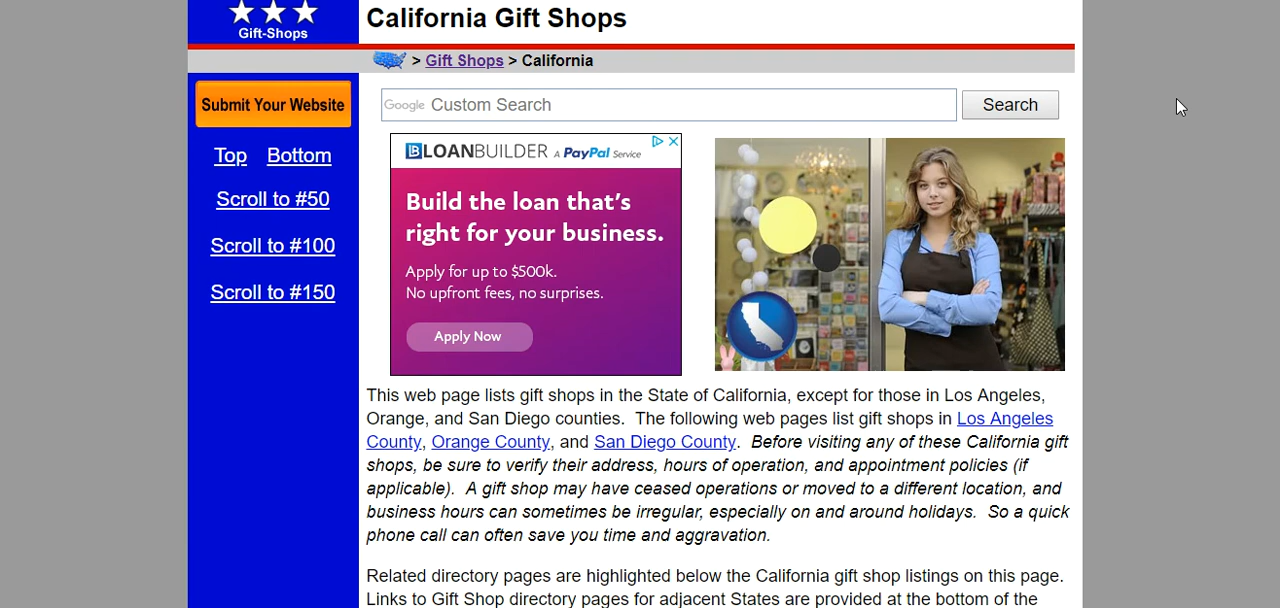 Gift-Shops
California Gift Shops
> Gift Shops > California
Submit Your Website
Top Bottom
Scroll to #50
Scroll to #100
Scroll to #150
Google Custom Search
Search
LOANBUILDER A PayPal Service
Build the loan that's
right for your business.
Apply for up to $500k.
No upfront fees, no surprises.
Apply Now
This web page lists gift shops in the State of California, except for those in Los Angeles,
Orange, and San Diego counties. The following web pages list gift shops in Los Angeles
County, Orange County, and San Diego County. Before visiting any of these California gift
shops, be sure to verify their address, hours of operation, and appointment policies (if
applicable). A gift shop may have ceased operations or moved to a different location, and
business hours can sometimes be irregular, especially on and around holidays. So a quick
phone call can often save you time and aggravation.
Related directory pages are highlighted below the California gift shop listings on this page.
Links to Gift Shop directory pages for adjacent States are provided at the bottom of the